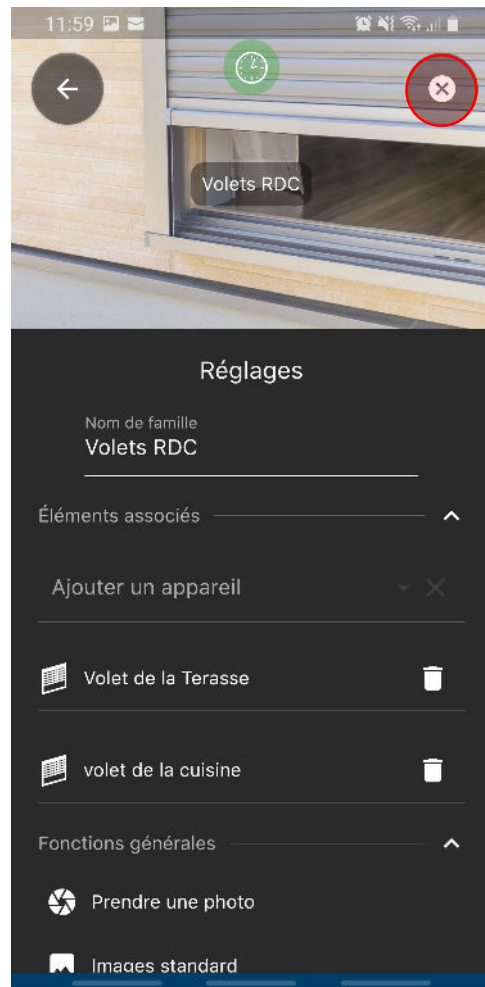 11:59
Volets RDC
Réglages
Nom de famille
Volets RDC
Éléments associés
Ajouter un appareil
Volet de la Terasse
volet de la cuisine
Fonctions générales
Prendre une photo
Images standard